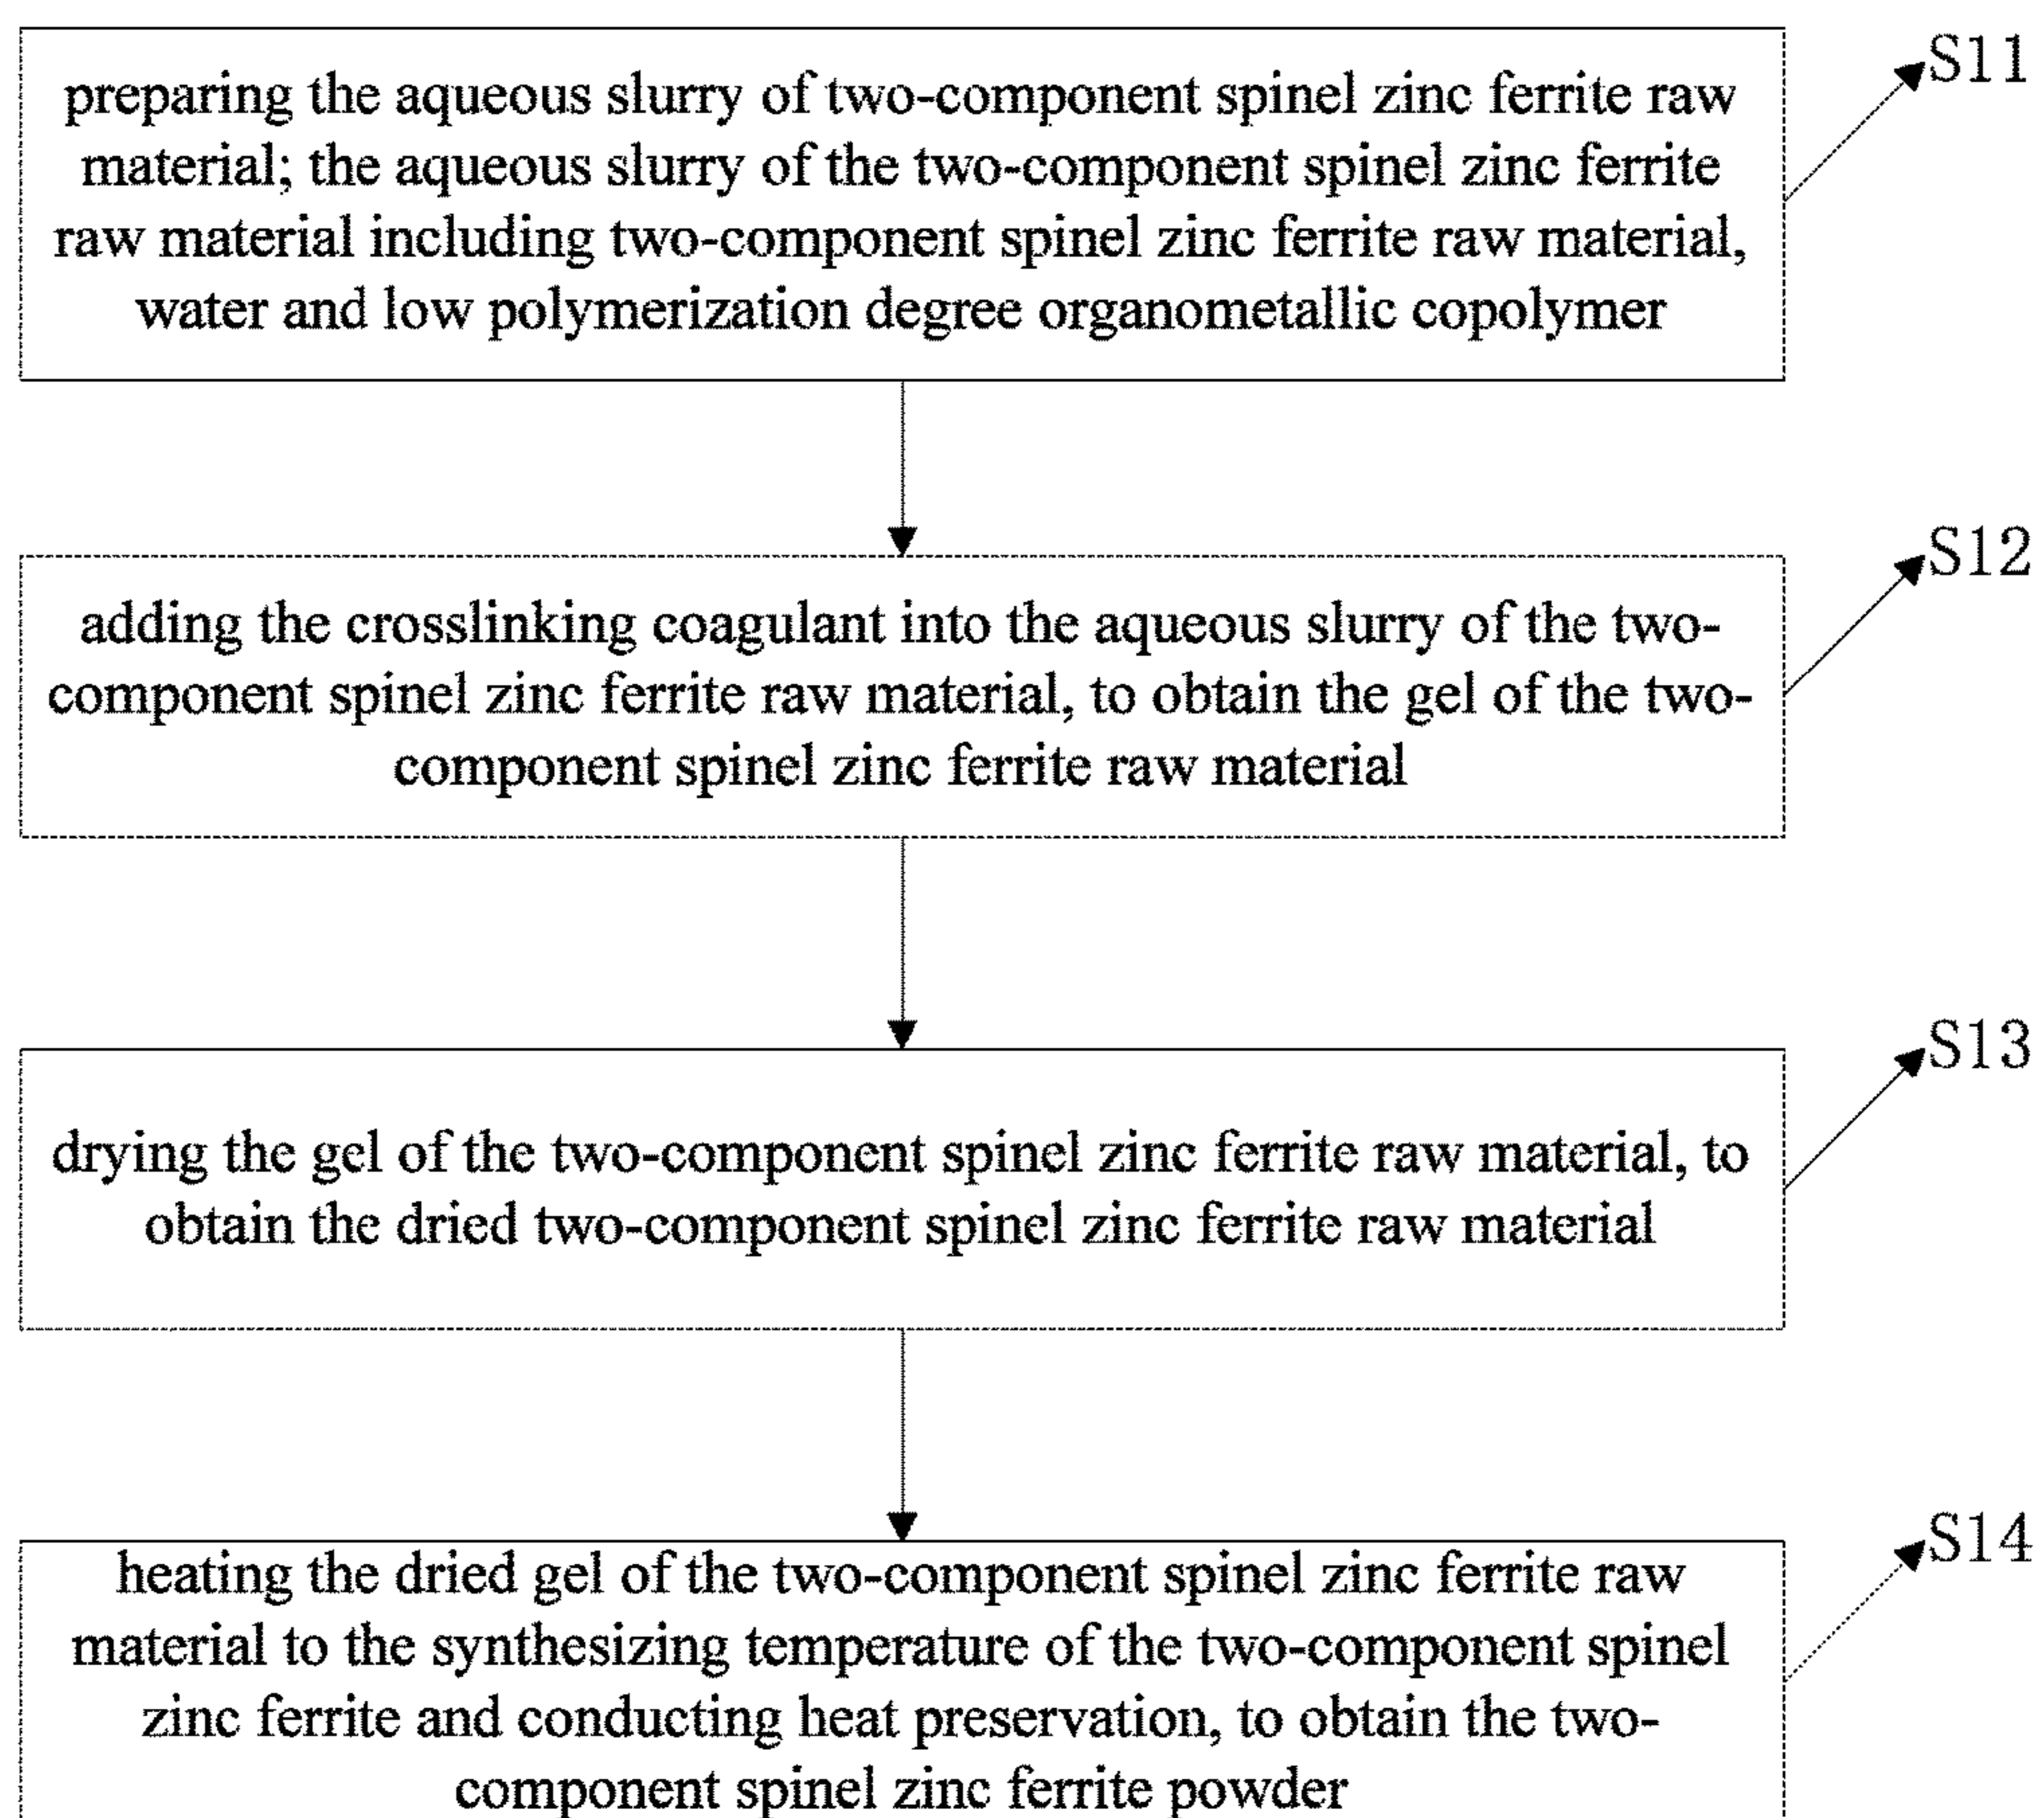 preparing the aqueous slurry of two-component spinel zinc ferrite raw
material; the aqueous slurry of the two-component spinel zinc ferrite
raw material including two-component spinel zinc ferrite raw material,
water and low polymerization degree organometallic copolymer
S11
adding the crosslinking coagulant into the aqueous slurry of the two-
component spinel zinc ferrite raw material, to obtain the gel of the two-
component spinel zinc ferrite raw material
S12
drying the gel of the two-component spinel zinc ferrite raw material, to
obtain the dried two-component spinel zinc ferrite raw material
S13
heating the dried gel of the two-component spinel zinc ferrite raw
material to the synthesizing temperature of the two-component spinel
zinc ferrite and conducting heat preservation, to obtain the two-
component spinel zinc ferrite powder
S14